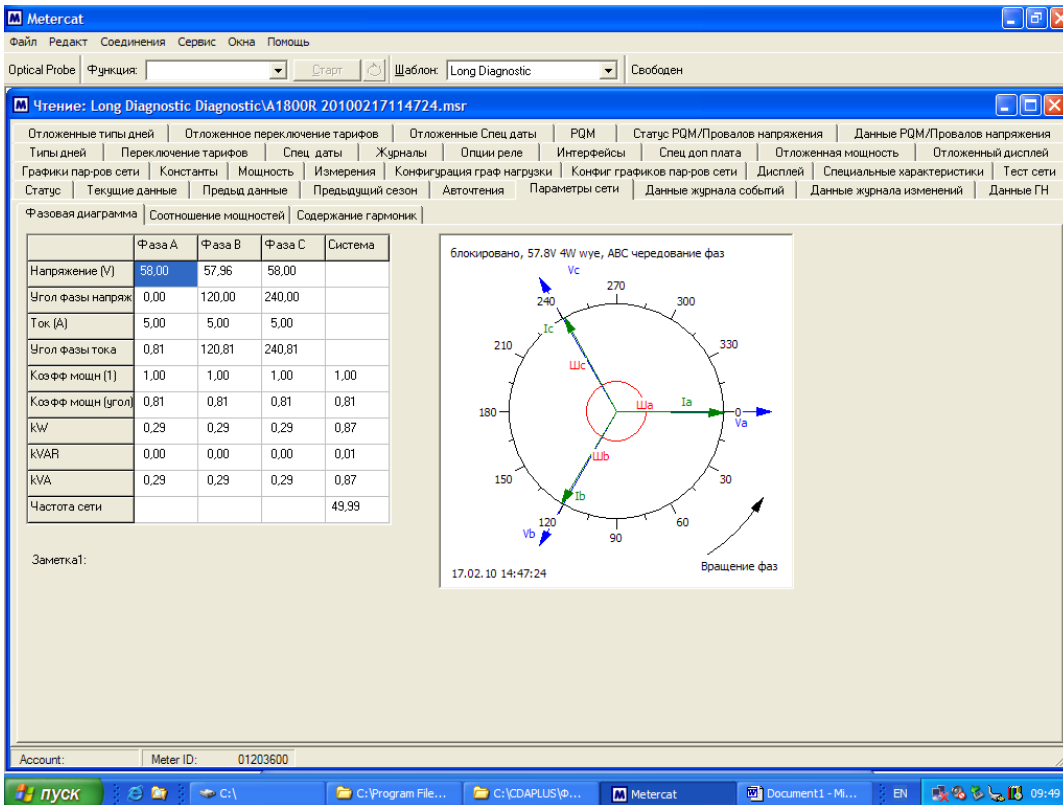 Metercat
Файл Редакт Соединения Сервис Окна Помощь
Optical Probe Функция: Старт Шаблон: Long Diagnostic Свободен
Чтение: Long Diagnostic Diagnostic\A1800R 20100217114724.msr
Отложенные типы дней Отложенное переключение тарифов Отложенные Спец даты PQM Статус PQM/Провалов напряжения Данные PQM/Провалов напряжения
Типы дней Переключение тарифов Спец даты Журналы Опции реле Интерфейсы Спец доп плата Отложенная мощность Отложенный дисплей
Графики пар-ров сети Константы Мощность Измерения Конфигурация граф нагрузки Конфиг графиков пар-ров сети Дисплей Специальные характеристики Тест сети
Статус Текущие данные Предыд данные Предыдущий сезон Авточтения Параметры сети Данные журнала событий Данные журнала изменений Данные ГН
Фазовая диаграмма Соотношение мощностей Содержание гармоник
Фаза А Фаза В Фаза С Система
Напряжение (V) 58,00 57,96 58,00
Угол фазы напряж 0,00 120,00 240,00
Ток (А) 5,00 5,00 5,00
Угол фазы тока 0,81 120,81 240,81
Коэфф мощн (1) 1,00 1,00 1,00 1,00
Коэфф мощн (угол) 0,81 0,81 0,81 0,81
kW 0,29 0,29 0,29 0,87
kVAR 0,00 0,00 0,00 0,01
kVA 0,29 0,29 0,29 0,87
Частота сети 49,99
Заметка1:
блокировано, 57.8V 4W wye, ABC чередование фаз
Vc
270
240 300
Ic
210 330
Шc
Шa Ia
180 0
Va
Шb
150 30
Ib
120 60
Vb 90
Вращение фаз
17.02.10 14:47:24
Account: Meter ID: 01203600
пуск C:\ C:\Program File... C:\CDAPLUS\Ф... Metercat Document1 - Mi... EN 09:49